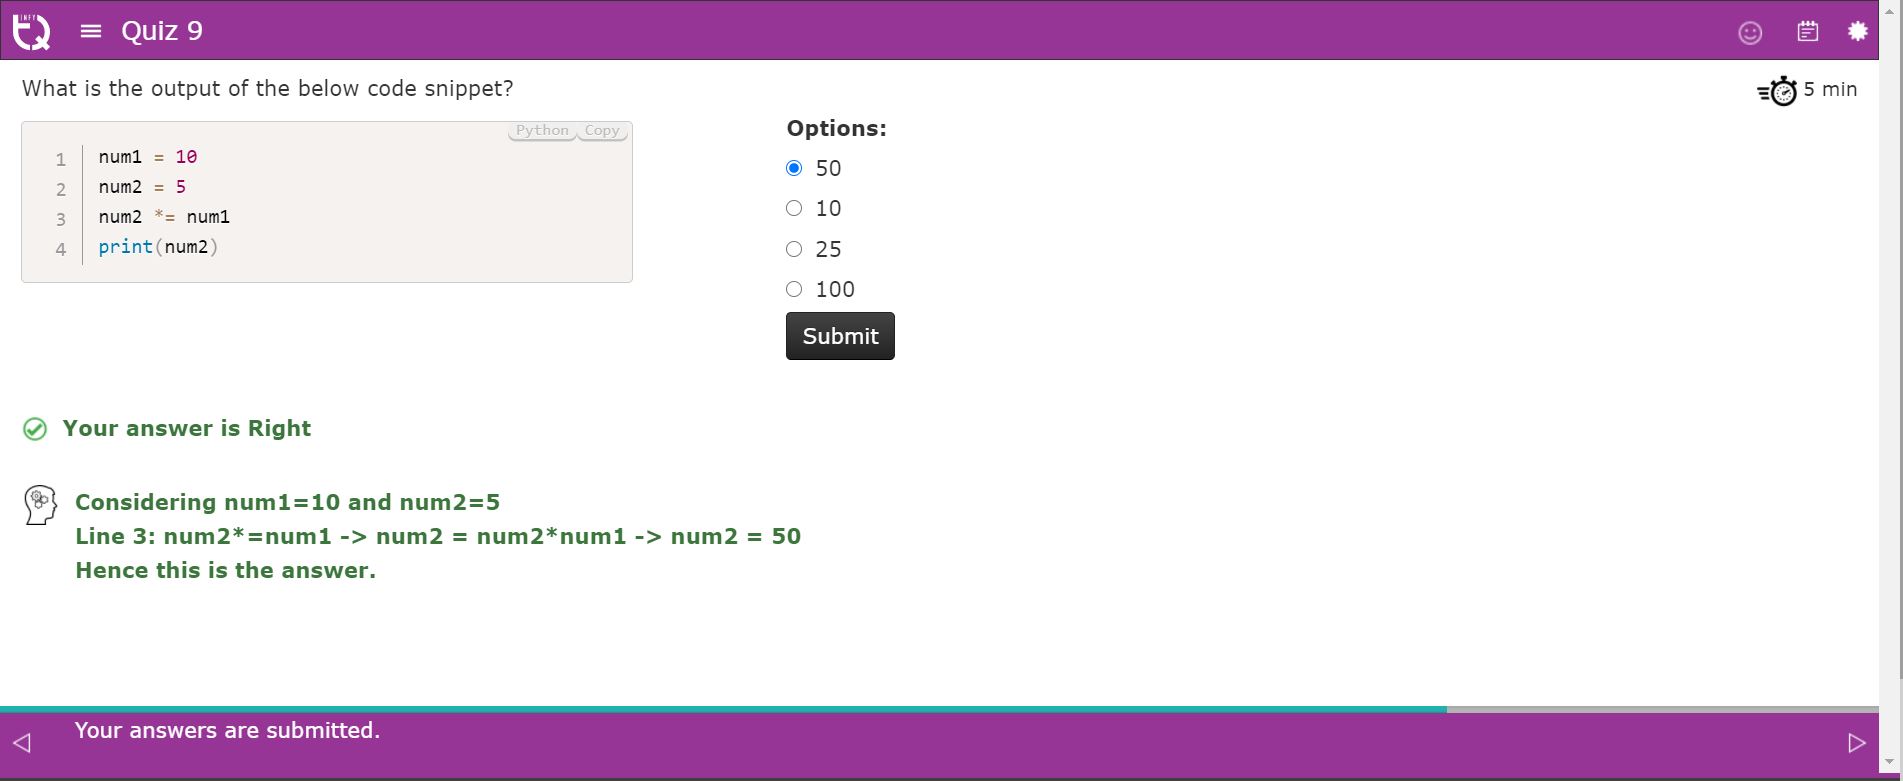 INFY
TQ
Quiz 9
What is the output of the below code snippet?
5 min
Python Copy
1 num1 = 10
2 num2 = 5
3 num2 *= num1
4 print(num2)
Options:
50
10
25
100
Submit
Your answer is Right
Considering num1=10 and num2=5
Line 3: num2*=num1 -> num2 = num2*num1 -> num2 = 50
Hence this is the answer.
Your answers are submitted.